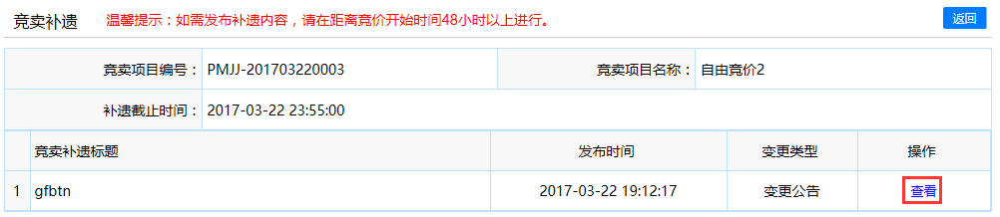 竞卖补遗 温馨提示：如需发布补遗内容，请在距离竞价开始时间48小时以上进行。 返回
竞卖项目编号： PMJJ-201703220003 竞卖项目名称： 自由竞价2
补遗截止时间： 2017-03-22 23:55:00
竞卖补遗标题 发布时间 变更类型 操作
1 gfbtn 2017-03-22 19:12:17 变更公告 查看